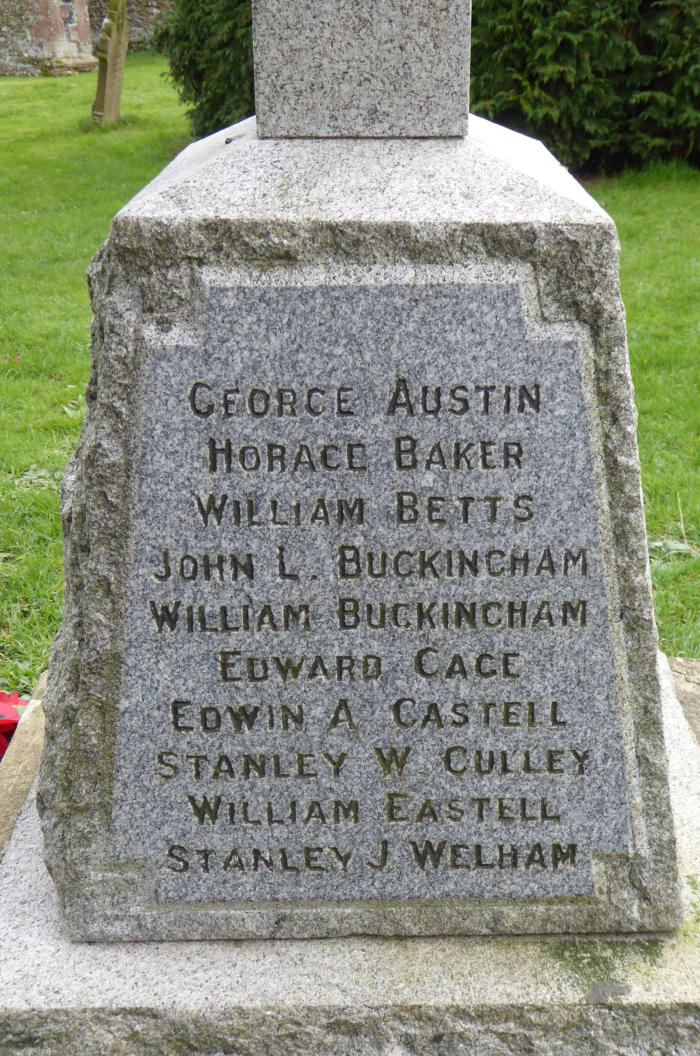 GEORGE AUSTIN
HORACE BAKER
WILLIAM BETTS
JOHN L. BUCKINGHAM
WILLIAM BUCKINGHAM
EDWARD GAGE
EDWIN A CASTELL
STANLEY W CULLEY
WILLIAM EASTELL
STANLEY J WELHAM